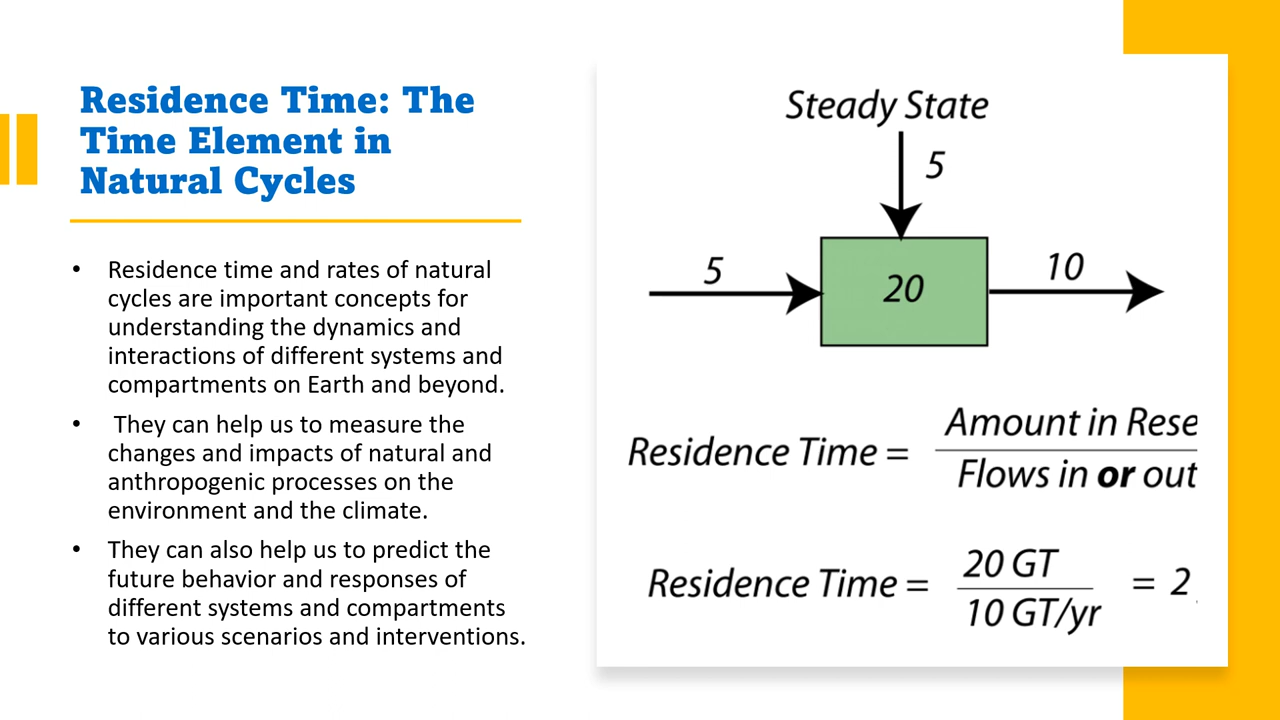 Residence Time: The
Time Element in
Natural Cycles
• Residence time and rates of natural
cycles are important concepts for
understanding the dynamics and
interactions of different systems and
compartments on Earth and beyond.
• They can help us to measure the
changes and impacts of natural and
anthropogenic processes on the
environment and the climate.
• They can also help us to predict the
future behavior and responses of
different systems and compartments
to various scenarios and interventions.
Steady State
5
5
20
10
Residence Time =
Amount in Rese
Flows in or out
Residence Time =
20 GT
10 GT/yr
= 2